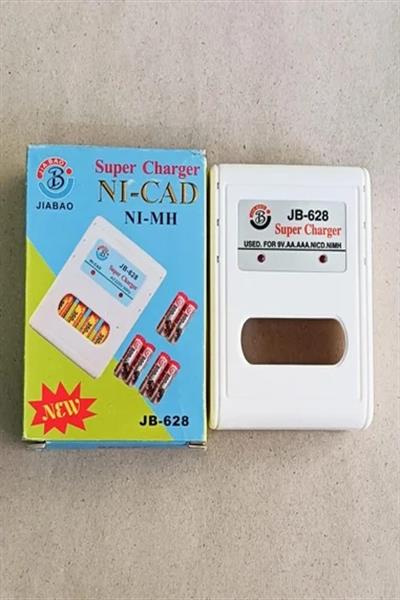 JIABAO
JIABAO
Super Charger
NI-CAD
NI-MH
JB-628
Super Charger
NEW
JB-628
JB-628
Super Charger
USED. FOR 9V.AA.AAA.NICD.NIMH